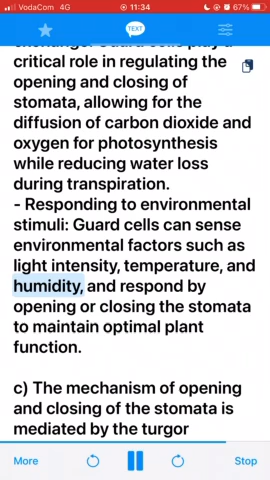 VodaCom 4G
11:34
67%
TEXT
exchange: Guard cells play a
critical role in regulating the
opening and closing of
stomata, allowing for the
diffusion of carbon dioxide and
oxygen for photosynthesis
while reducing water loss
during transpiration.
- Responding to environmental
stimuli: Guard cells can sense
environmental factors such as
light intensity, temperature, and
humidity, and respond by
opening or closing the stomata
to maintain optimal plant
function.
c) The mechanism of opening
and closing of the stomata is
mediated by the turgor
More
Stop